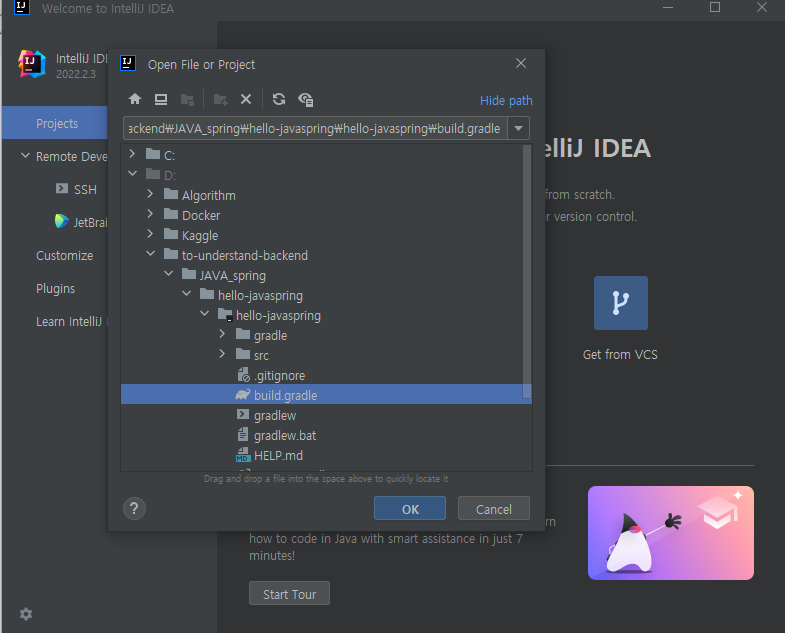 IJ Welcome to IntelliJ IDEA
IJ
IntelliJ IDE
2022.2.3
Projects
Remote Deve
SSH
JetBrai
Customize
Plugins
Learn IntelliJ
IJ Open File or Project
Hide path
ackend₩JAVA_spring₩hello-javaspring₩hello-javaspring₩build.gradle
C:
D:
Algorithm
Docker
Kaggle
to-understand-backend
JAVA_spring
hello-javaspring
hello-javaspring
gradle
src
.gitignore
build.gradle
gradlew
gradlew.bat
MD HELP.md
Drag and drop a file into the space above to quickly locate it
?
OK
Cancel
elliJ IDEA
from scratch.
r version control.
Get from VCS
rn
how to code in Java with smart assistance in just 7
minutes!
Start Tour